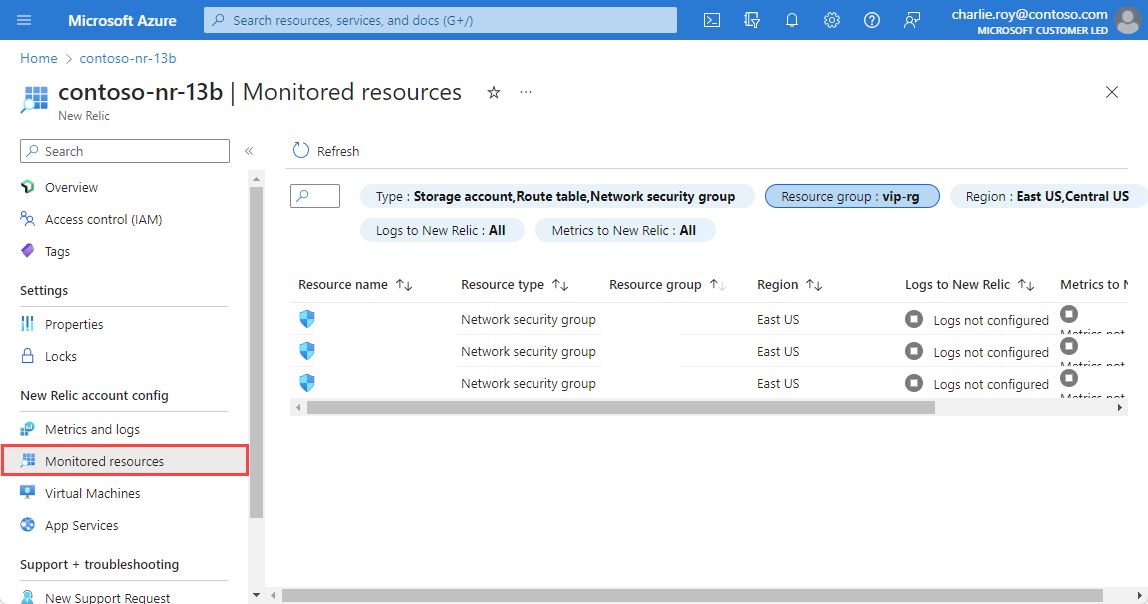 Microsoft Azure
Search resources, services, and docs (G+/)
charlie.roy@contoso.com
MICROSOFT CUSTOMER LED
Home > contoso-nr-13b
contoso-nr-13b | Monitored resources
New Relic
Search
Refresh
Overview
Access control (IAM)
Tags
Settings
Properties
Locks
New Relic account config
Metrics and logs
Monitored resources
Virtual Machines
App Services
Support + troubleshooting
New Support Request
Type : Storage account,Route table,Network security group
Resource group : vip-rg
Region : East US,Central US
Logs to New Relic : All
Metrics to New Relic : All
Resource name Resource type Resource group Region Logs to New Relic Metrics to N
Network security group East US Logs not configured Metrics not
Network security group East US Logs not configured Metrics not
Network security group East US Logs not configured Metrics not